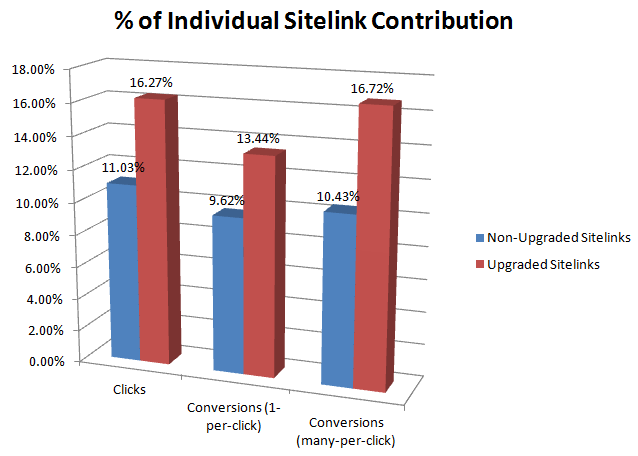 % of Individual Sitelink Contribution
18.00%
16.00%
14.00%
12.00%
10.00%
8.00%
6.00%
4.00%
2.00%
0.00%
11.03%
16.27%
9.62%
13.44%
10.43%
16.72%
Clicks
Conversions (1-
per-click)
Conversions
(many-per-click)
Non-Upgraded Sitelinks
Upgraded Sitelinks